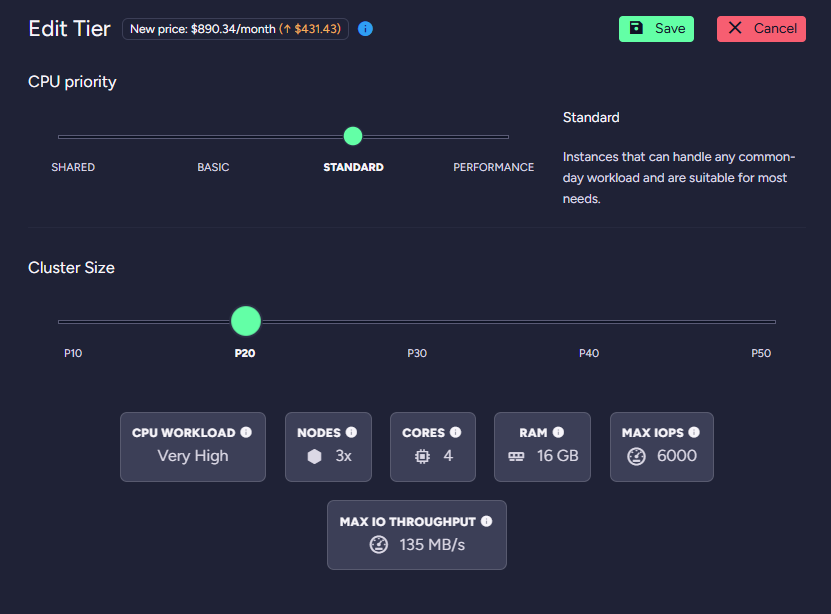 Edit Tier New price: $890.34/month (↑ $431.43) Save Cancel
CPU priority
SHARED BASIC STANDARD PERFORMANCE
Standard
Instances that can handle any common-
day workload and are suitable for most
needs.
Cluster Size
P10 P20 P30 P40 P50
CPU WORKLOAD
Very High
NODES
3x
CORES
4
RAM
16 GB
MAX IOPS
6000
MAX IO THROUGHPUT
135 MB/s